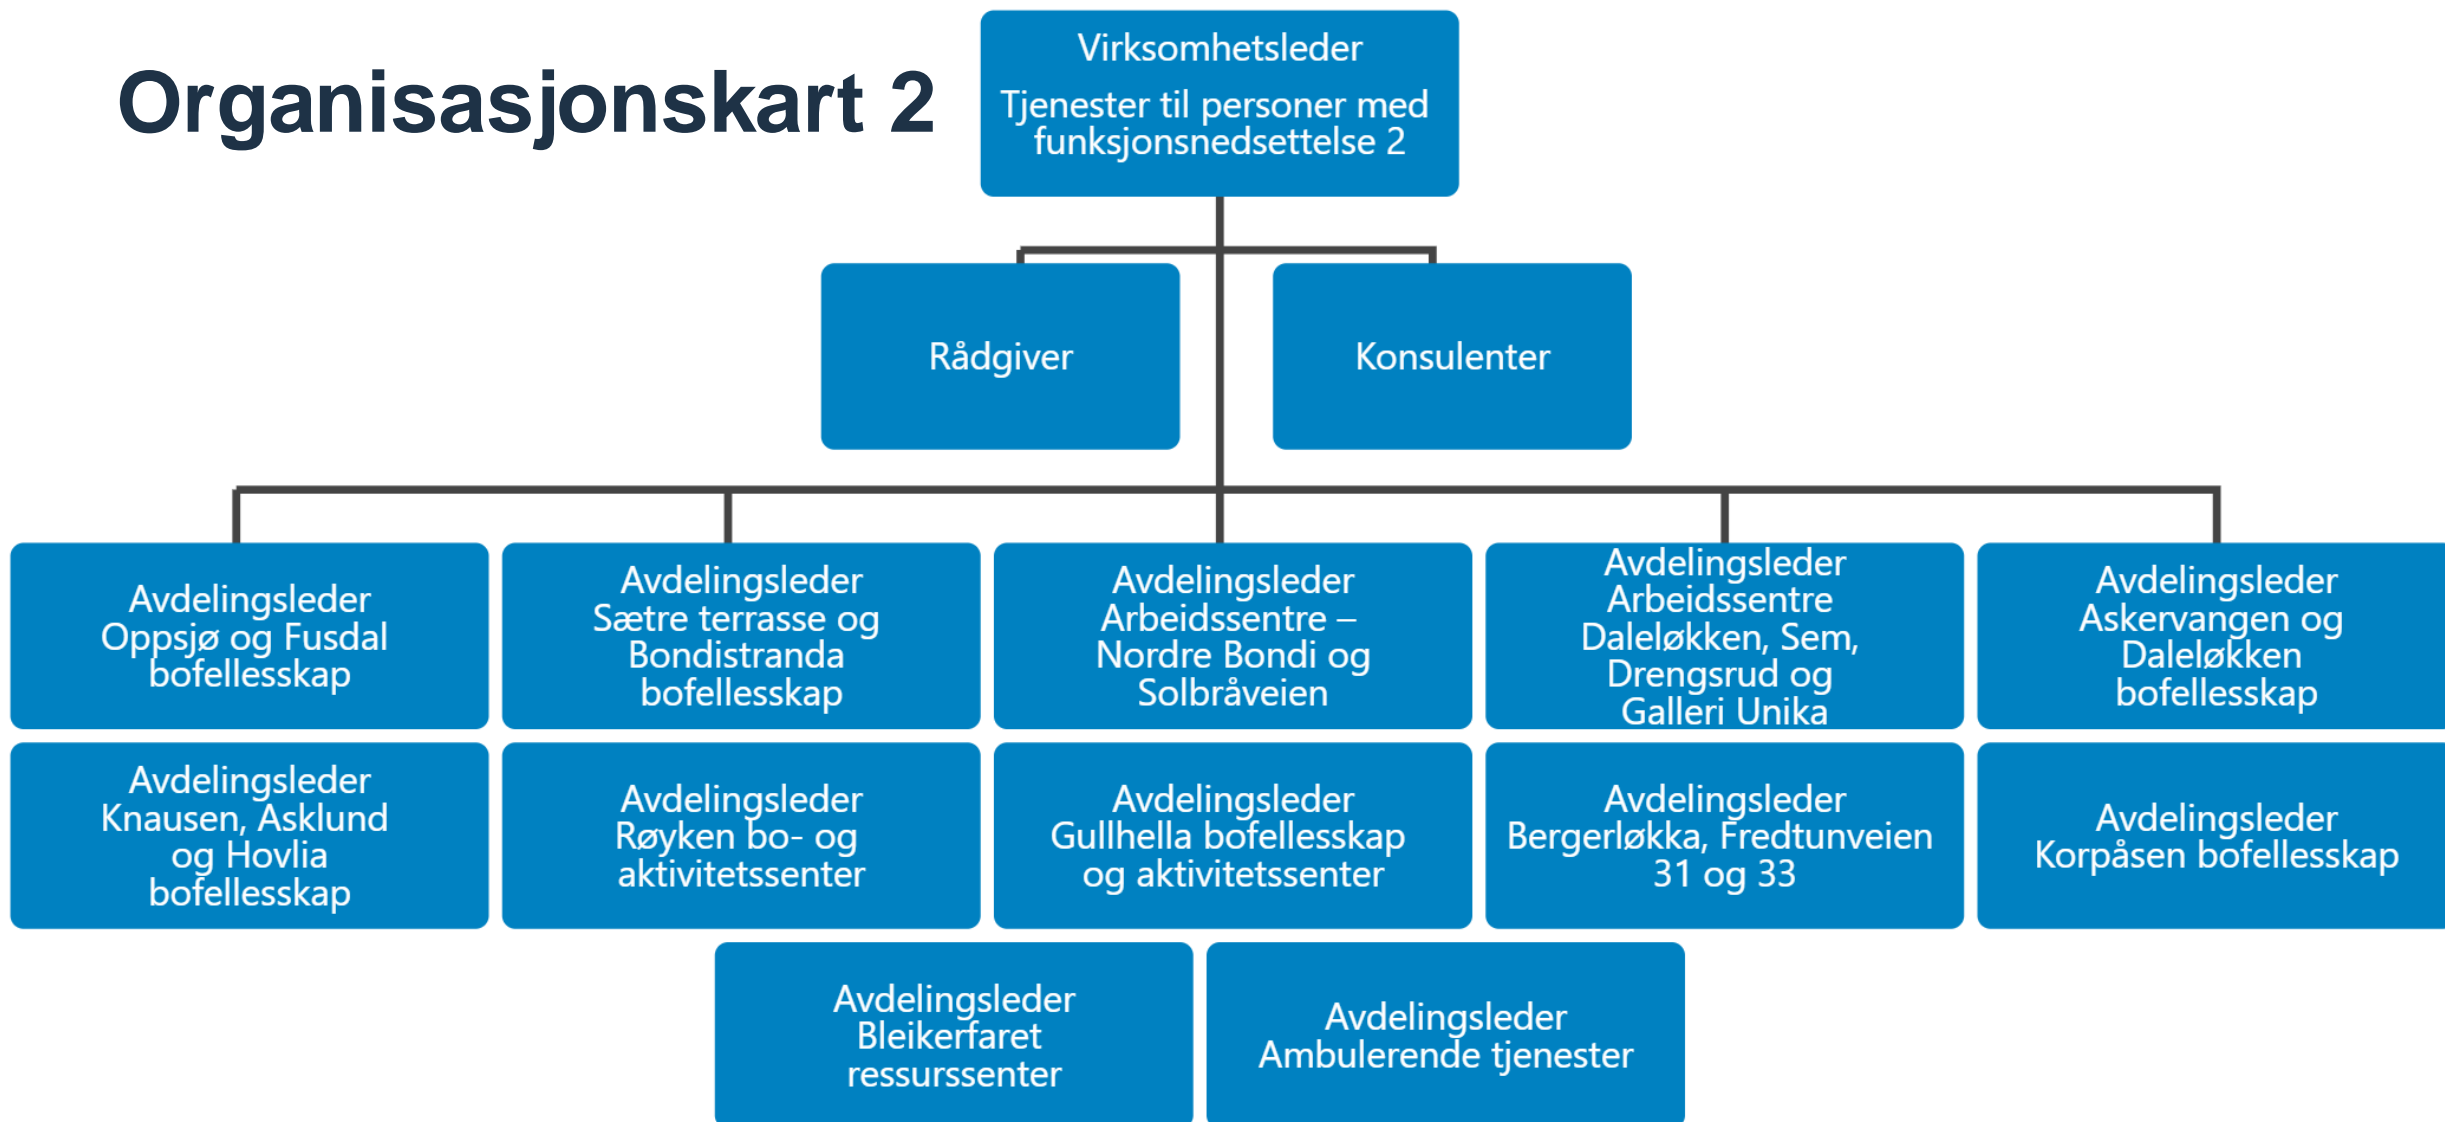 Organisasjonskart 2
Virksomhetsleder
Tjenester til personer med
funksjonsnedsettelse 2
Rådgiver
Konsulenter
Avdelingsleder
Oppsjø og Fusdal
bofellesskap
Avdelingsleder
Sætre terrasse og
Bondistranda
bofellesskap
Avdelingsleder
Arbeidssentre –
Nordre Bondi og
Solbråveien
Avdelingsleder
Arbeidssentre
Daleløkken, Sem,
Drengsrud og
Galleri Unika
Avdelingsleder
Askervangen og
Daleløkken
bofellesskap
Avdelingsleder
Knausen, Asklund
og Hovlia
bofellesskap
Avdelingsleder
Røyken bo- og
aktivitetssenter
Avdelingsleder
Gullhella bofellesskap
og aktivitetssenter
Avdelingsleder
Bergerløkka, Fredtunveien
31 og 33
Avdelingsleder
Korpåsen bofellesskap
Avdelingsleder
Bleikerfaret
ressurssenter
Avdelingsleder
Ambulerende tjenester